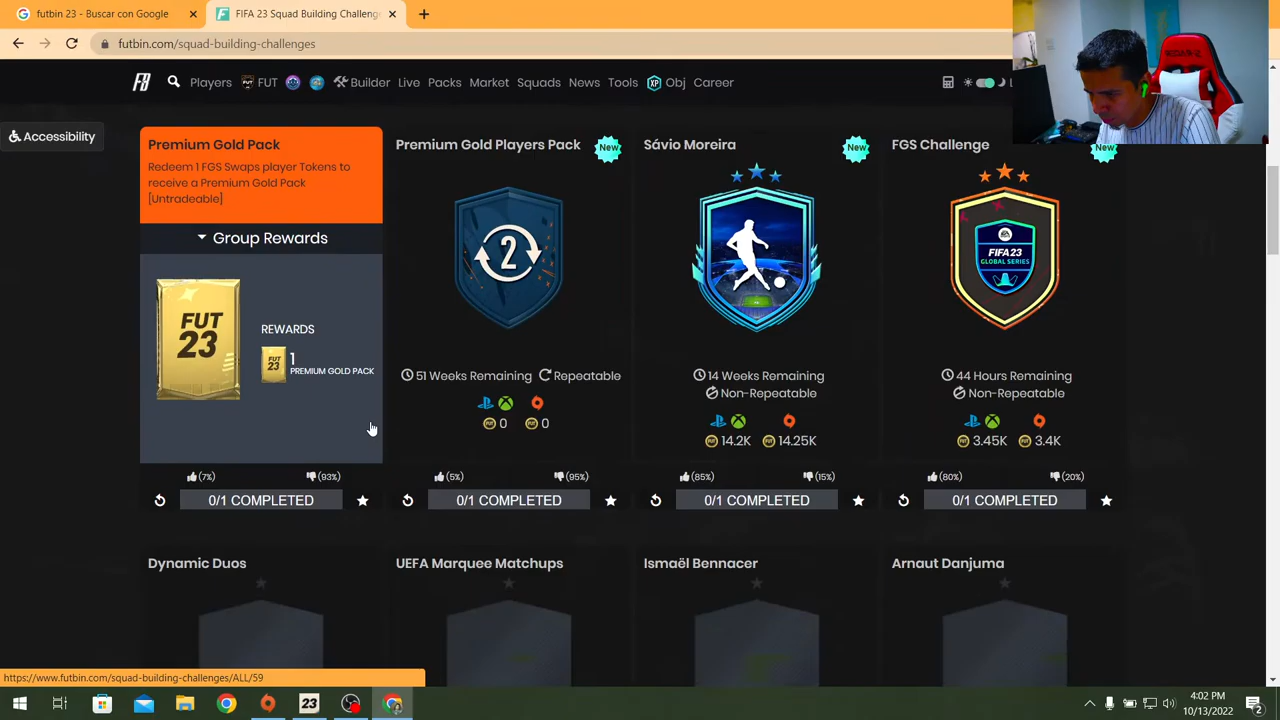 futbin 23 - Buscar con Google
FIFA 23 Squad Building Challeng
futbin.com/squad-building-challenges
Players
FUT
Builder
Live
Packs
Market
Squads
News
Tools
XP
Obj
Career
Accessibility
Premium Gold Pack
Redeem 1 FGS Swaps player Tokens to
receive a Premium Gold Pack
[Untradeable]
Group Rewards
FUT
23
REWARDS
FUT
23
1
PREMIUM GOLD PACK
(7%)
(93%)
0/1 COMPLETED
Premium Gold Players Pack
New
2
51 Weeks Remaining
Repeatable
0
0
(5%)
(95%)
0/1 COMPLETED
Sávio Moreira
New
14 Weeks Remaining
Non-Repeatable
14.2K
14.25K
(85%)
(15%)
0/1 COMPLETED
FGS Challenge
New
FIFA 23
GLOBAL SERIES
44 Hours Remaining
Non-Repeatable
3.45K
3.4K
(80%)
(20%)
0/1 COMPLETED
Dynamic Duos
UEFA Marquee Matchups
Ismaël Bennacer
Arnaut Danjuma
https://www.futbin.com/squad-building-challenges/ALL/59
23
4:02 PM
10/13/2022
2